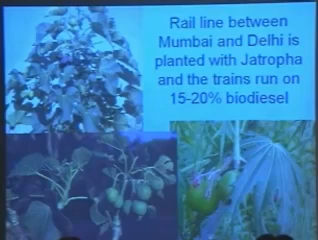 Rail line between
Mumbai and Delhi is
planted with Jatropha
and the trains run on
15-20% biodiesel